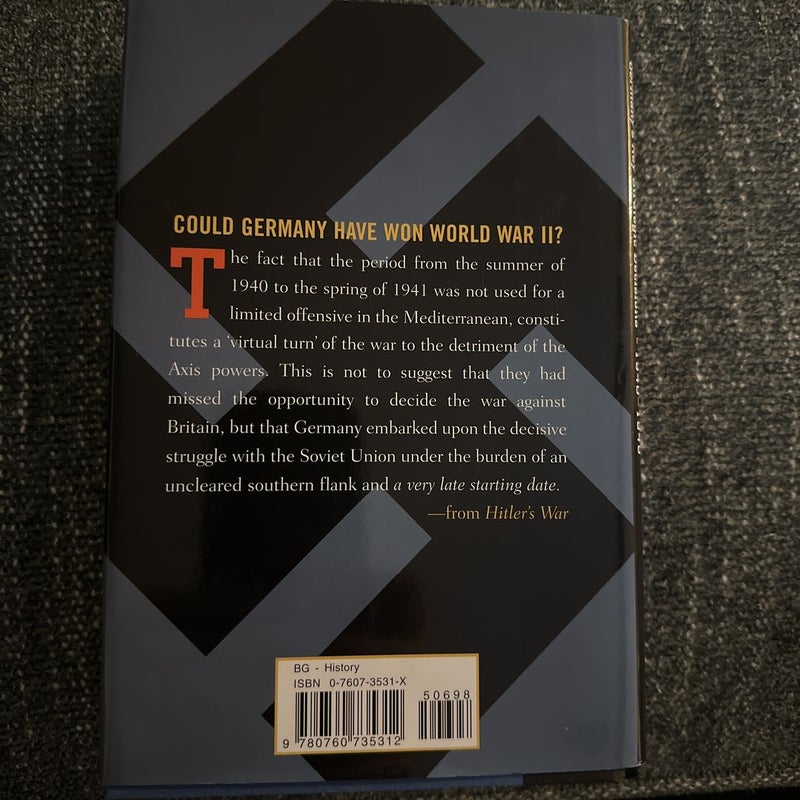 COULD GERMANY HAVE WON WORLD WAR II?
The fact that the period from the summer of
1940 to the spring of 1941 was not used for a
limited offensive in the Mediterranean, consti-
tutes a 'virtual turn' of the war to the detriment of the
Axis powers. This is not to suggest that they had
missed the opportunity to decide the war against
Britain, but that Germany embarked upon the decisive
struggle with the Soviet Union under the burden of an
uncleared southern flank and a very late starting date.
—from Hitler's War
BG - History
ISBN 0-7607-3531-X
50698
9 780760 735312